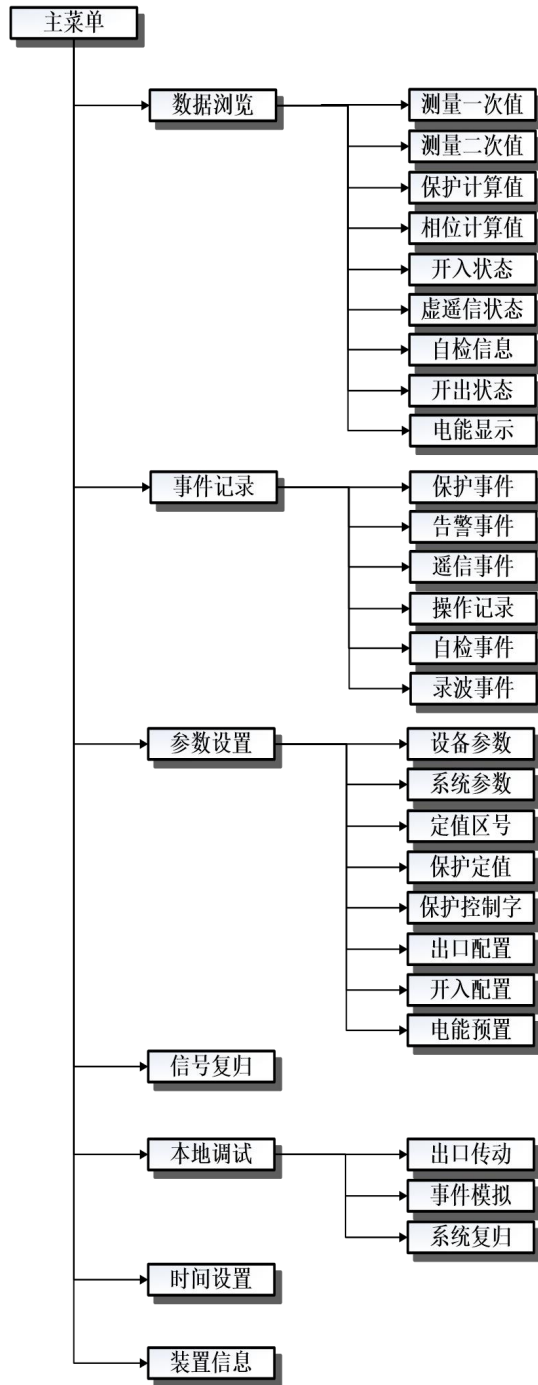 主菜单
数据浏览
测量一次值
测量二次值
保护计算值
相位计算值
开入状态
虚遥信状态
自检信息
开出状态
电能显示
事件记录
保护事件
告警事件
遥信事件
操作记录
自检事件
录波事件
参数设置
设备参数
系统参数
定值区号
保护定值
保护控制字
出口配置
开入配置
电能预置
信号复归
本地调试
出口传动
事件模拟
系统复归
时间设置
装置信息